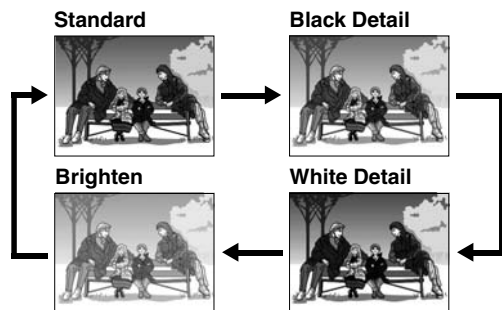 Standard
Black Detail
Brighten
White Detail